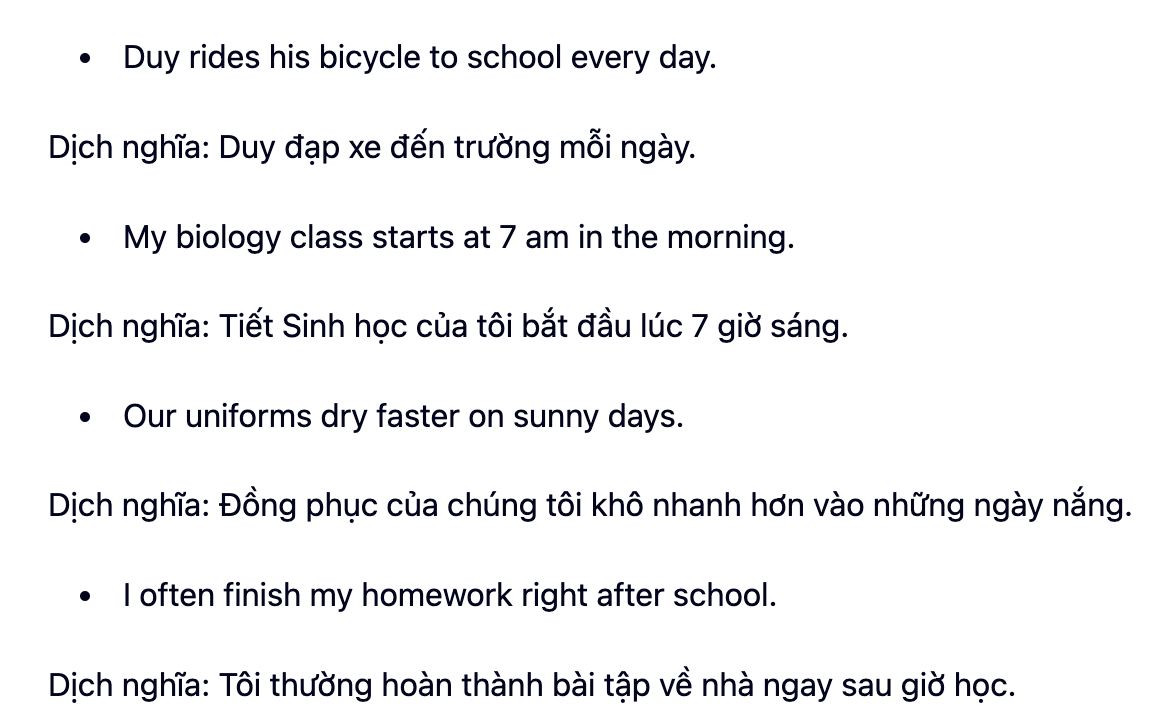 • Duy rides his bicycle to school every day.
Dịch nghĩa: Duy đạp xe đến trường mỗi ngày.
• My biology class starts at 7 am in the morning.
Dịch nghĩa: Tiết Sinh học của tôi bắt đầu lúc 7 giờ sáng.
• Our uniforms dry faster on sunny days.
Dịch nghĩa: Đồng phục của chúng tôi khô nhanh hơn vào những ngày nắng.
• I often finish my homework right after school.
Dịch nghĩa: Tôi thường hoàn thành bài tập về nhà ngay sau giờ học.